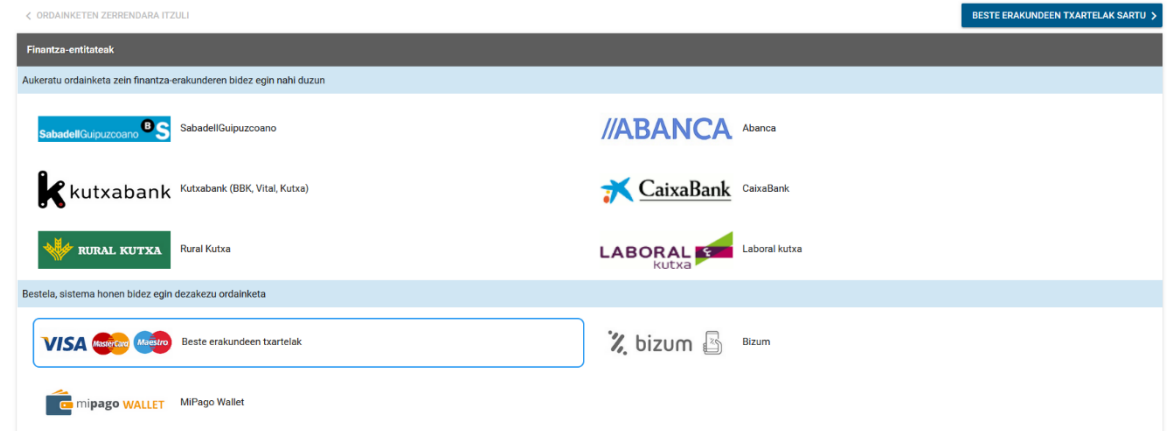 ORDAINKETEN ZERRENDARA ITZULI
BESTE ERAKUNDEEN TXARTELAK SARTU
Finantza-entitateak
Aukeratu ordainketa zein finantza-erakunderen bidez egin nahi duzun
SabadellGuipuzcoano B S SabadellGuipuzcoano
//ABANCA Abanca
kutxabank Kutxabank (BBK, Vital, Kutxa)
CaixaBank CaixaBank
RURAL KUTXA Rural Kutxa
LABORAL kutxa Laboral kutxa
Bestela, sistema honen bidez egin dezakezu ordainketa
VISA MasterCard Maestro Beste erakundeen txartelak
bizum Bizum
mipago WALLET MiPago Wallet